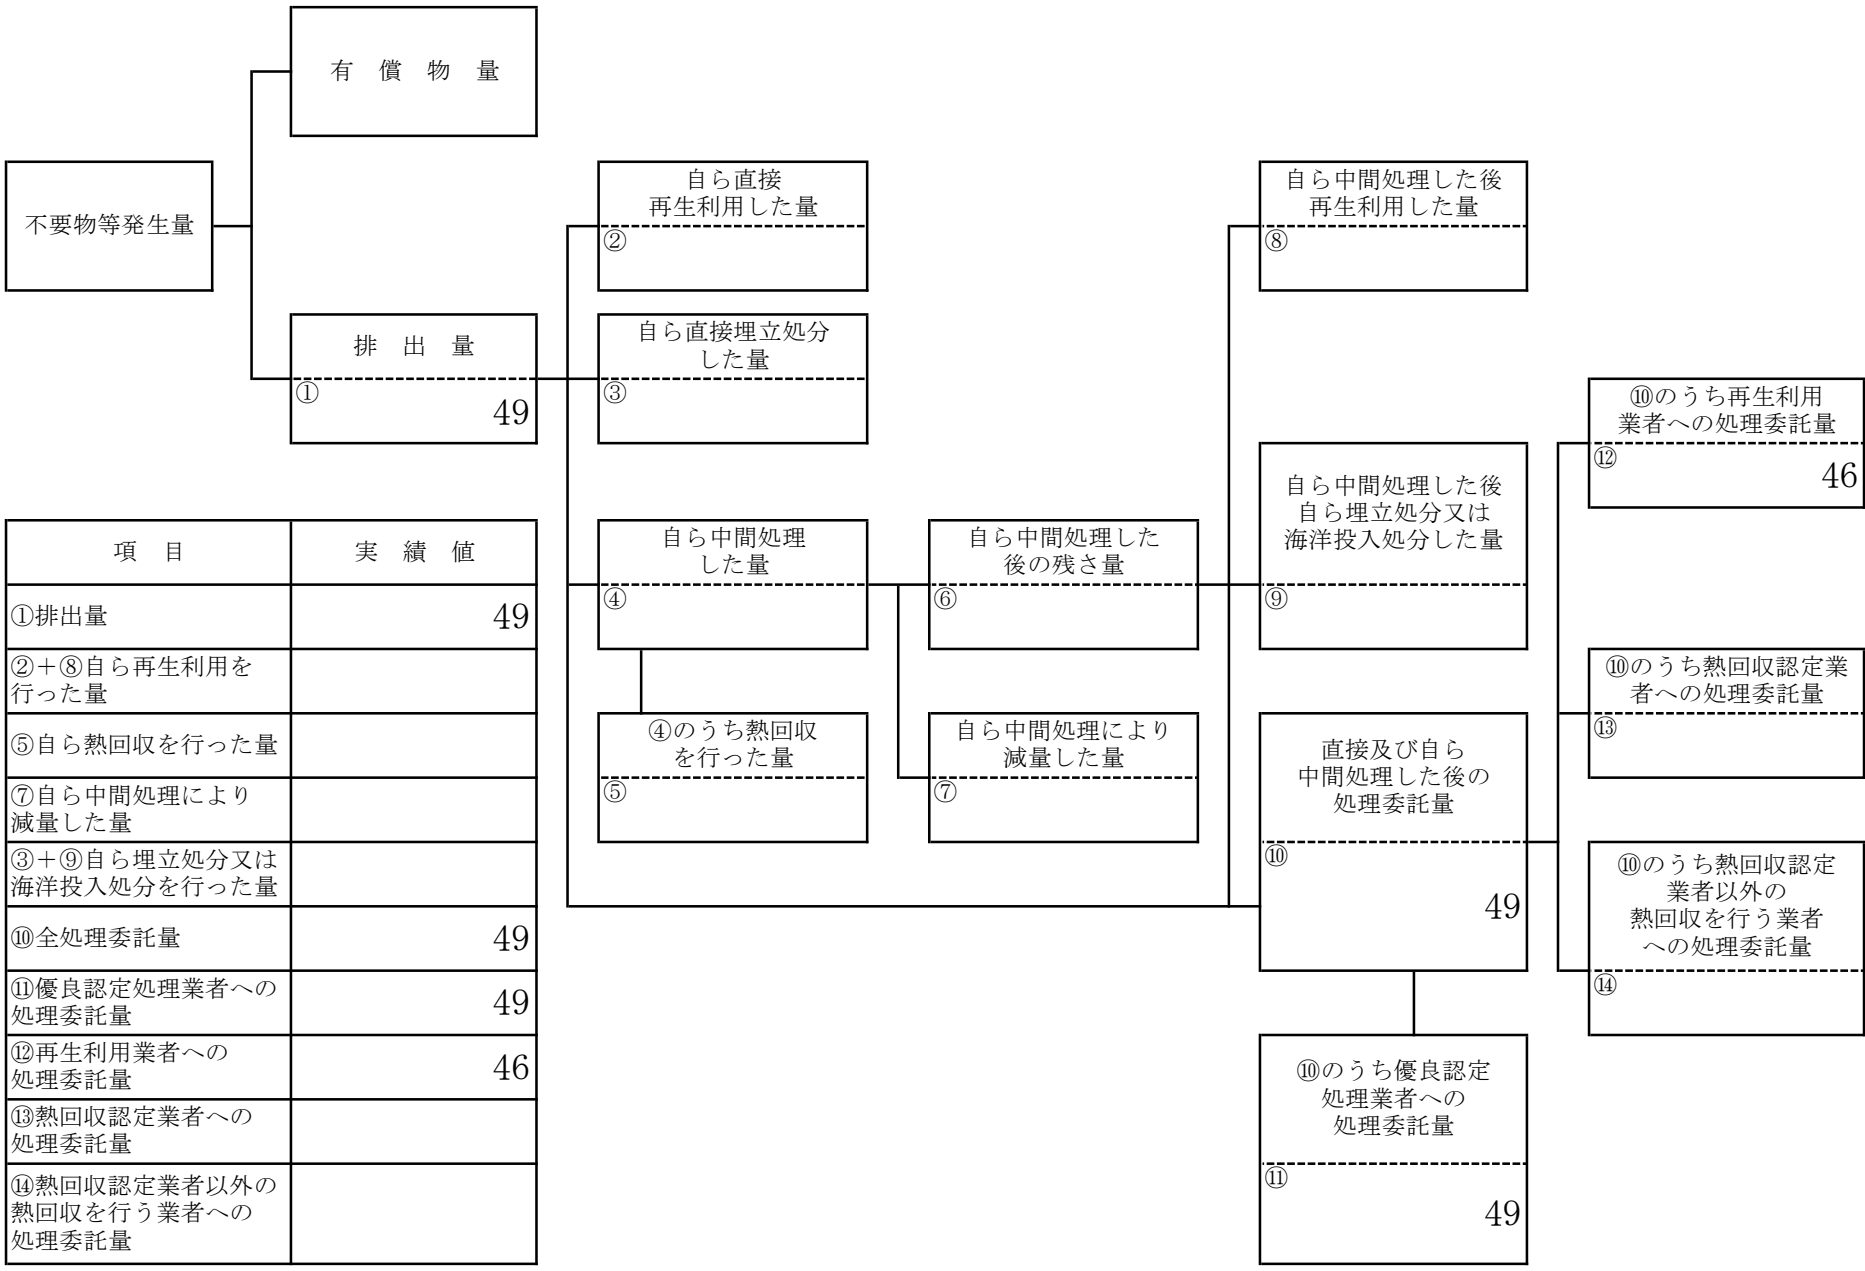 有　償　物　量
不要物等発生量
排　出　量
①
49
自ら直接
再生利用した量
②
自ら直接埋立処分
した量
③
自ら中間処理
した量
④
④のうち熱回収
を行った量
⑤
自ら中間処理した
後の残さ量
⑥
自ら中間処理により
減量した量
⑦
自ら中間処理した後
再生利用した量
⑧
自ら中間処理した後
自ら埋立処分又は
海洋投入処分した量
⑨
直接及び自ら
中間処理した後の
処理委託量
⑩
49
⑩のうち優良認定
処理業者への
処理委託量
⑪
49
⑩のうち再生利用
業者への処理委託量
⑫
46
⑩のうち熱回収認定業
者への処理委託量
⑬
⑩のうち熱回収認定
業者以外の
熱回収を行う業者
への処理委託量
⑭
項　目　実　績　値
①排出量　49
②＋⑧自ら再生利用を
行った量
⑤自ら熱回収を行った量
⑦自ら中間処理により
減量した量
③＋⑨自ら埋立処分又は
海洋投入処分を行った量
⑩全処理委託量　49
⑪優良認定処理業者への
処理委託量　49
⑫再生利用業者への
処理委託量　46
⑬熱回収認定業者への
処理委託量
⑭熱回収認定業者以外の
熱回収を行う業者への
処理委託量